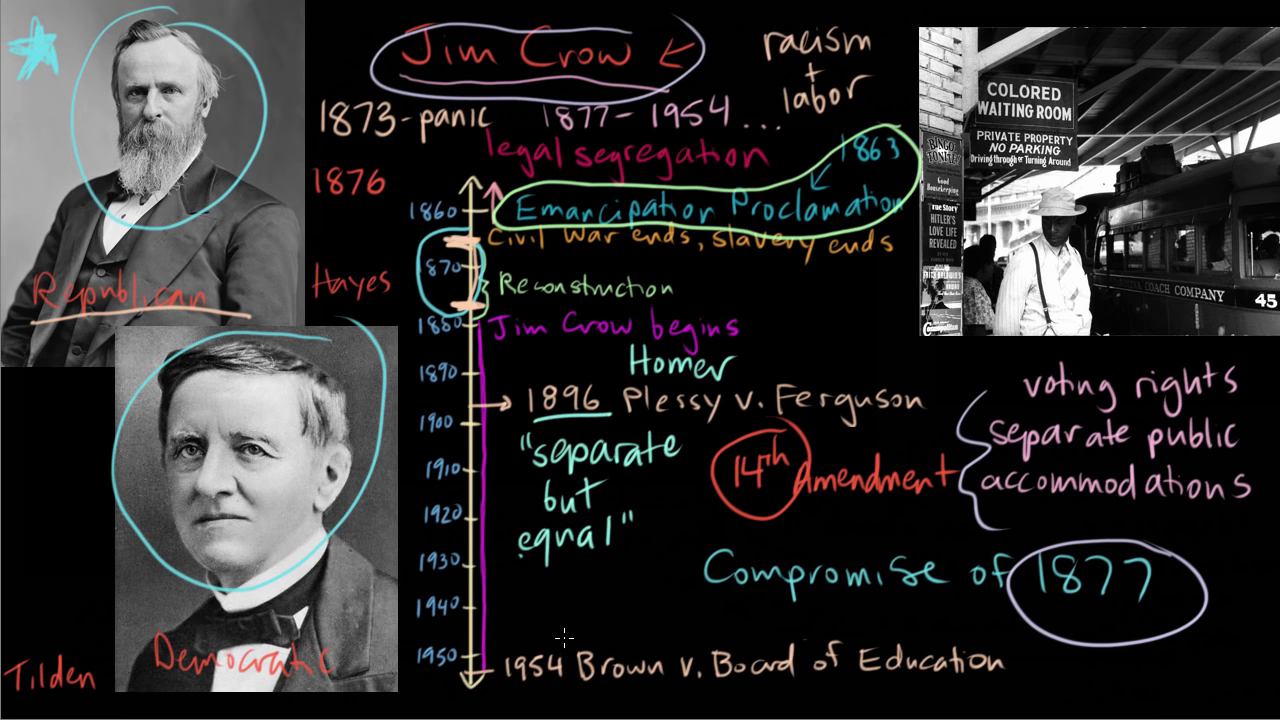 Jim Crow
racism
+
labor
1873-panic
1877-1954...
legal segregation
1863
1876
Emancipation Proclamation
Civil War ends, slavery ends
Hayes
Reconstruction
Republican
Jim Crow begins
Homer
1896 Plessy v. Ferguson
"separate
but
equal"
14th Amendment
voting rights
separate public
accommodations
Compromise of 1877
1954 Brown v. Board of Education
Democratic
Tilden
1860
1870
1880
1890
1900
1910
1920
1930
1940
1950
COLORED
WAITING ROOM
PRIVATE PROPERTY
NO PARKING
Driving through or Turning Around
BINGO
TONITE
Good
Housekeeping
True Story
HITLER'S
LOVE LIFE
REVEALED
Cosmopolitan
COACH COMPANY
45